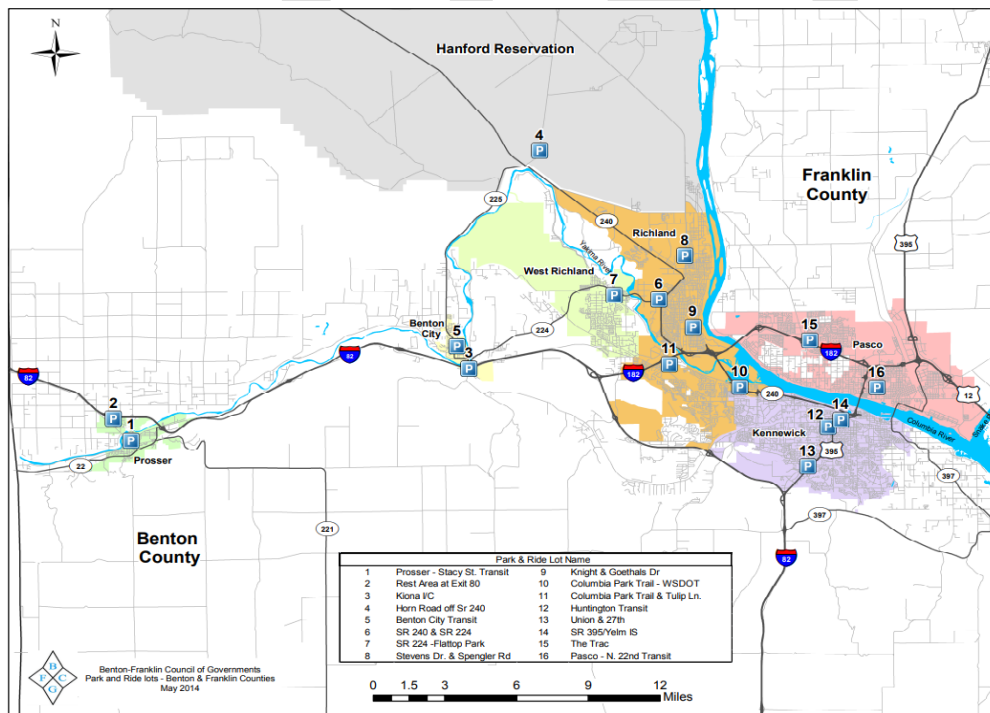 N
Hanford Reservation
4
Franklin
County
225
240
395
Richland
8
Yakima River
West Richland
7
6
9
15
Benton
City
5
3
224
11
182
Pasco
182
82
82
10
16
240
12
2
1
14
12
Columbia River
Kennewick
395
13
22
Prosser
397
397
221
82
Benton
County
Park & Ride Lot Name
1 Prosser - Stacy St. Transit 9 Knight & Goethals Dr
2 Rest Area at Exit 80 10 Columbia Park Trail - WSDOT
3 Kiona I/C 11 Columbia Park Trail & Tulip Ln.
4 Horn Road off Sr 240 12 Huntington Transit
5 Benton City Transit 13 Union & 27th
6 SR 240 & SR 224 14 SR 395/Yelm IS
7 SR 224 -Flattop Park 15 The Trac
8 Stevens Dr. & Spengler Rd 16 Pasco - N. 22nd Transit
B
F C
G
Benton-Franklin Council of Governments
Park and Ride lots - Benton & Franklin Counties
May 2014
0 1.5 3 6 9 12
Miles